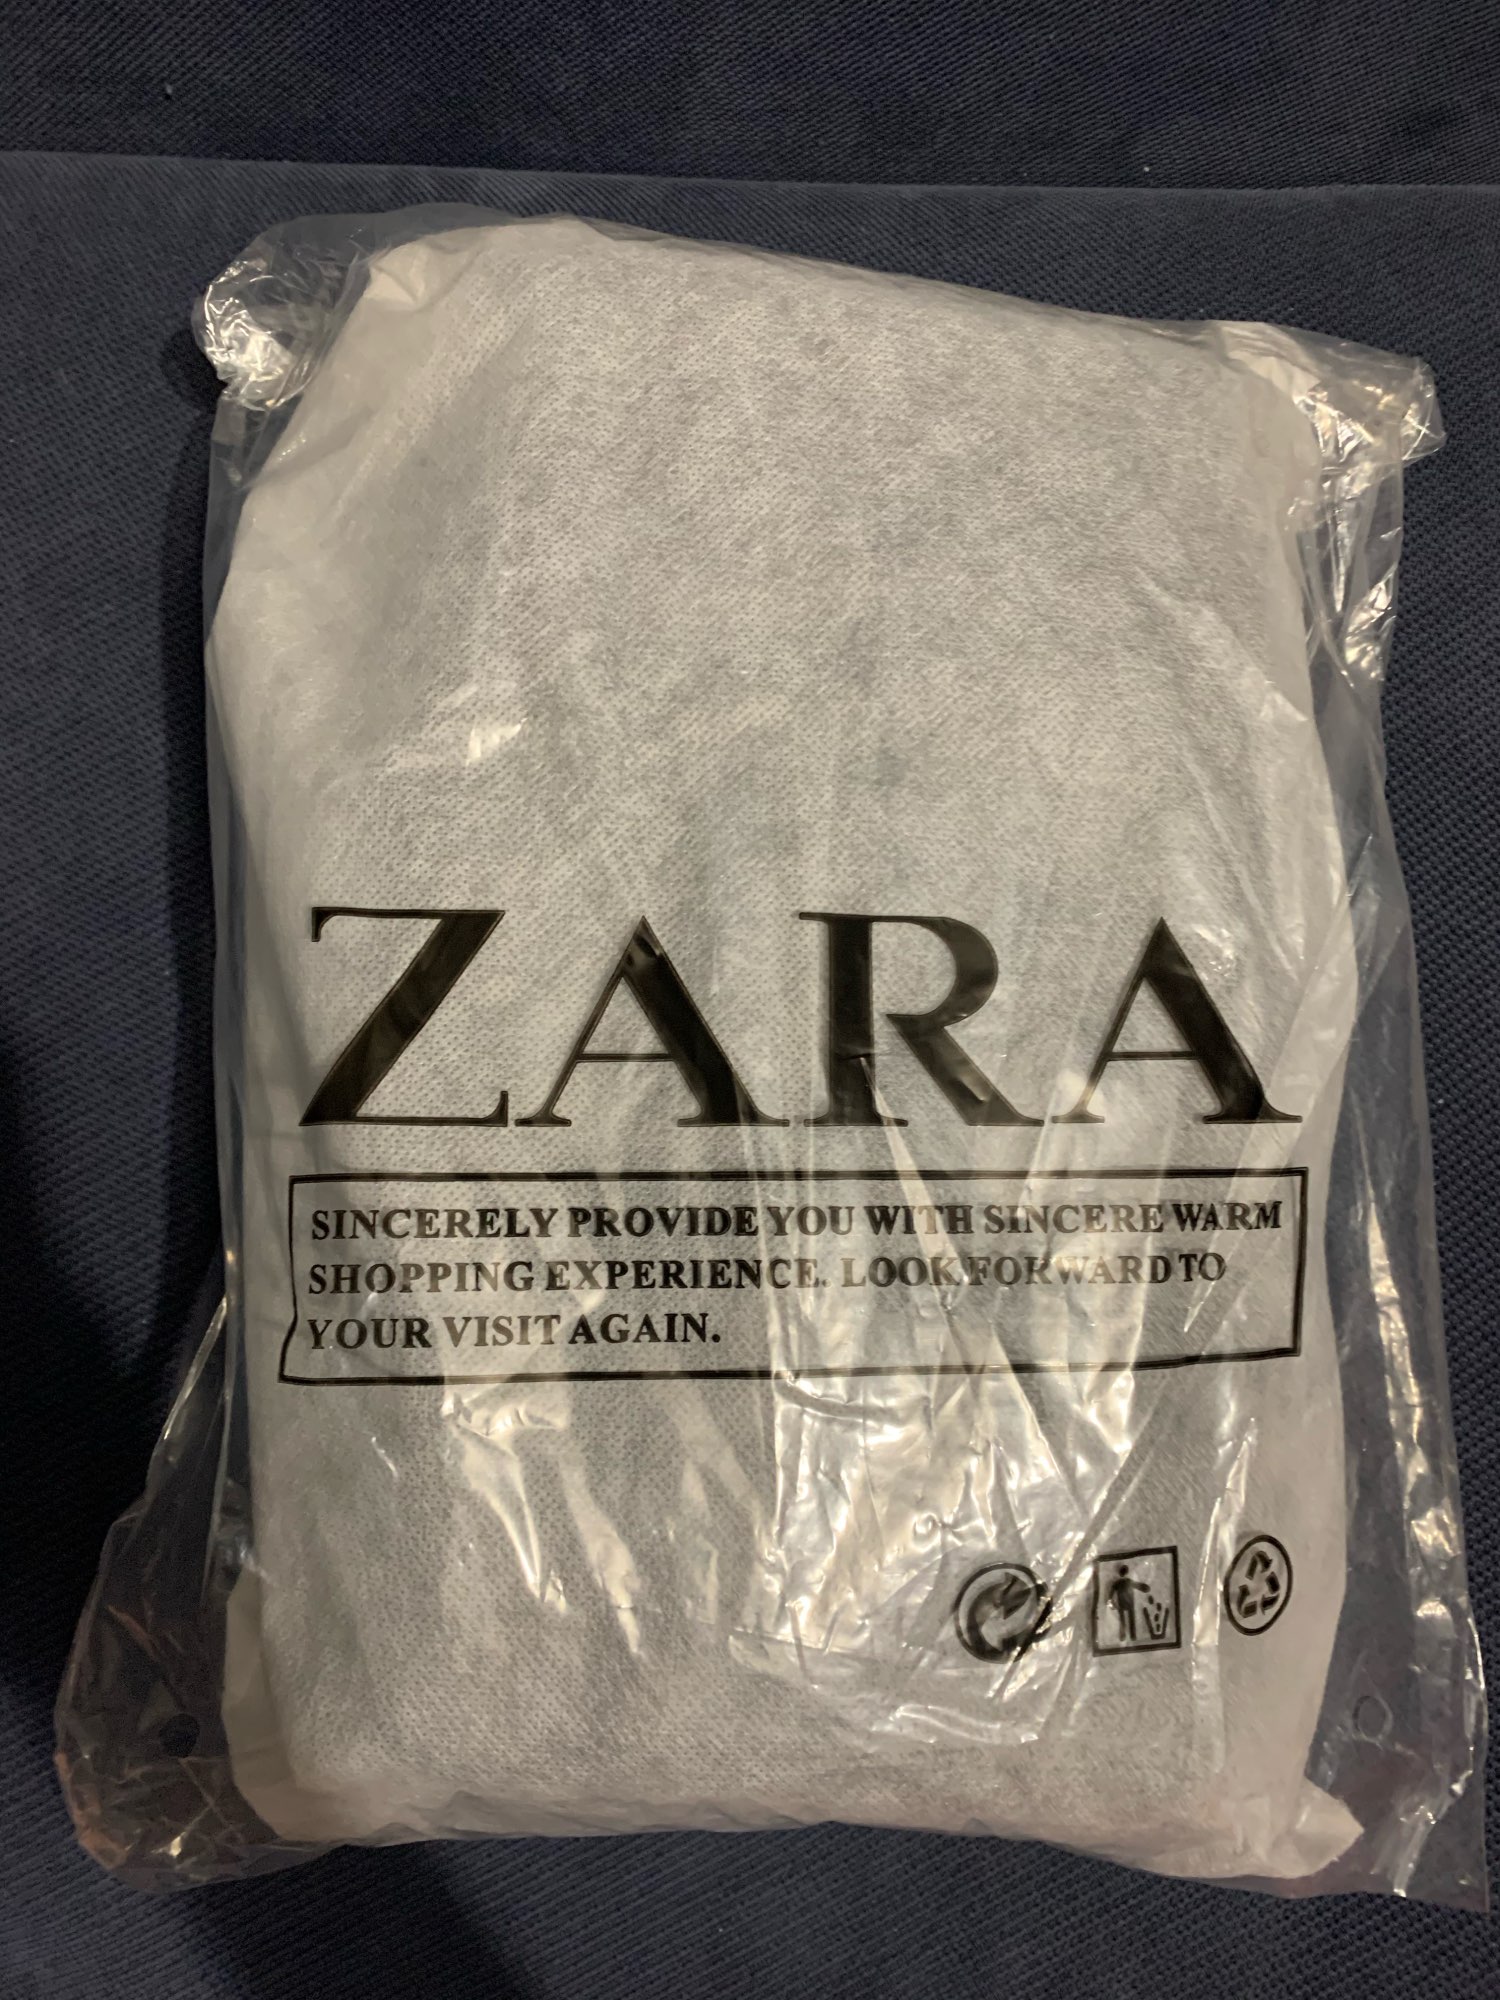 ZARA
SINCERELY PROVIDE YOU WITH SINCERE WARM
SHOPPING EXPERIENCE. LOOK FORWARD TO
YOUR VISIT AGAIN.